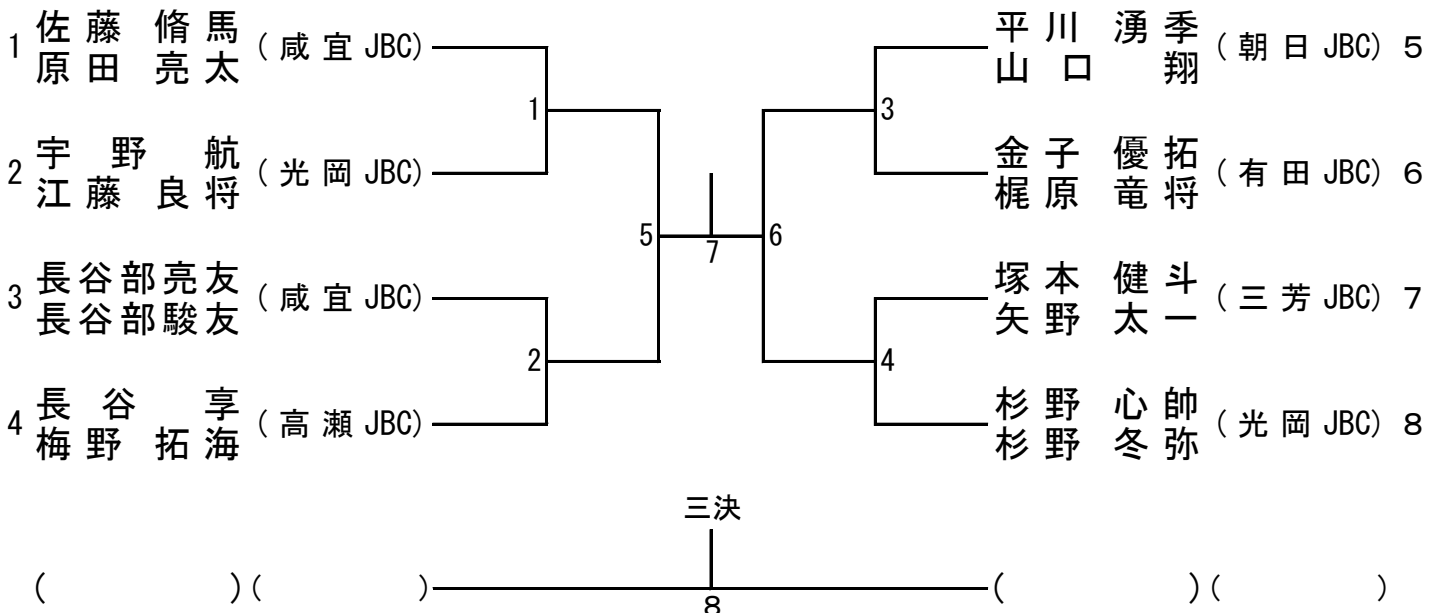 1 佐藤 脩馬 (咸宜 JBC)
原田 亮太
2 宇野 航 (光岡 JBC)
江藤 良将
3 長谷部亮友 (咸宜 JBC)
長谷部駿友
4 長谷 享 (高瀬 JBC)
梅野 拓海
1
2
5
7
6
3
4
平川 湧季 (朝日 JBC) 5
山口 翔
金子 優拓 (有田 JBC) 6
梶原 竜将
塚本 健斗 (三芳 JBC) 7
矢野 太一
杉野 心帥 (光岡 JBC) 8
杉野 冬弥
三決
( ) ( ) ( ) ( )
8